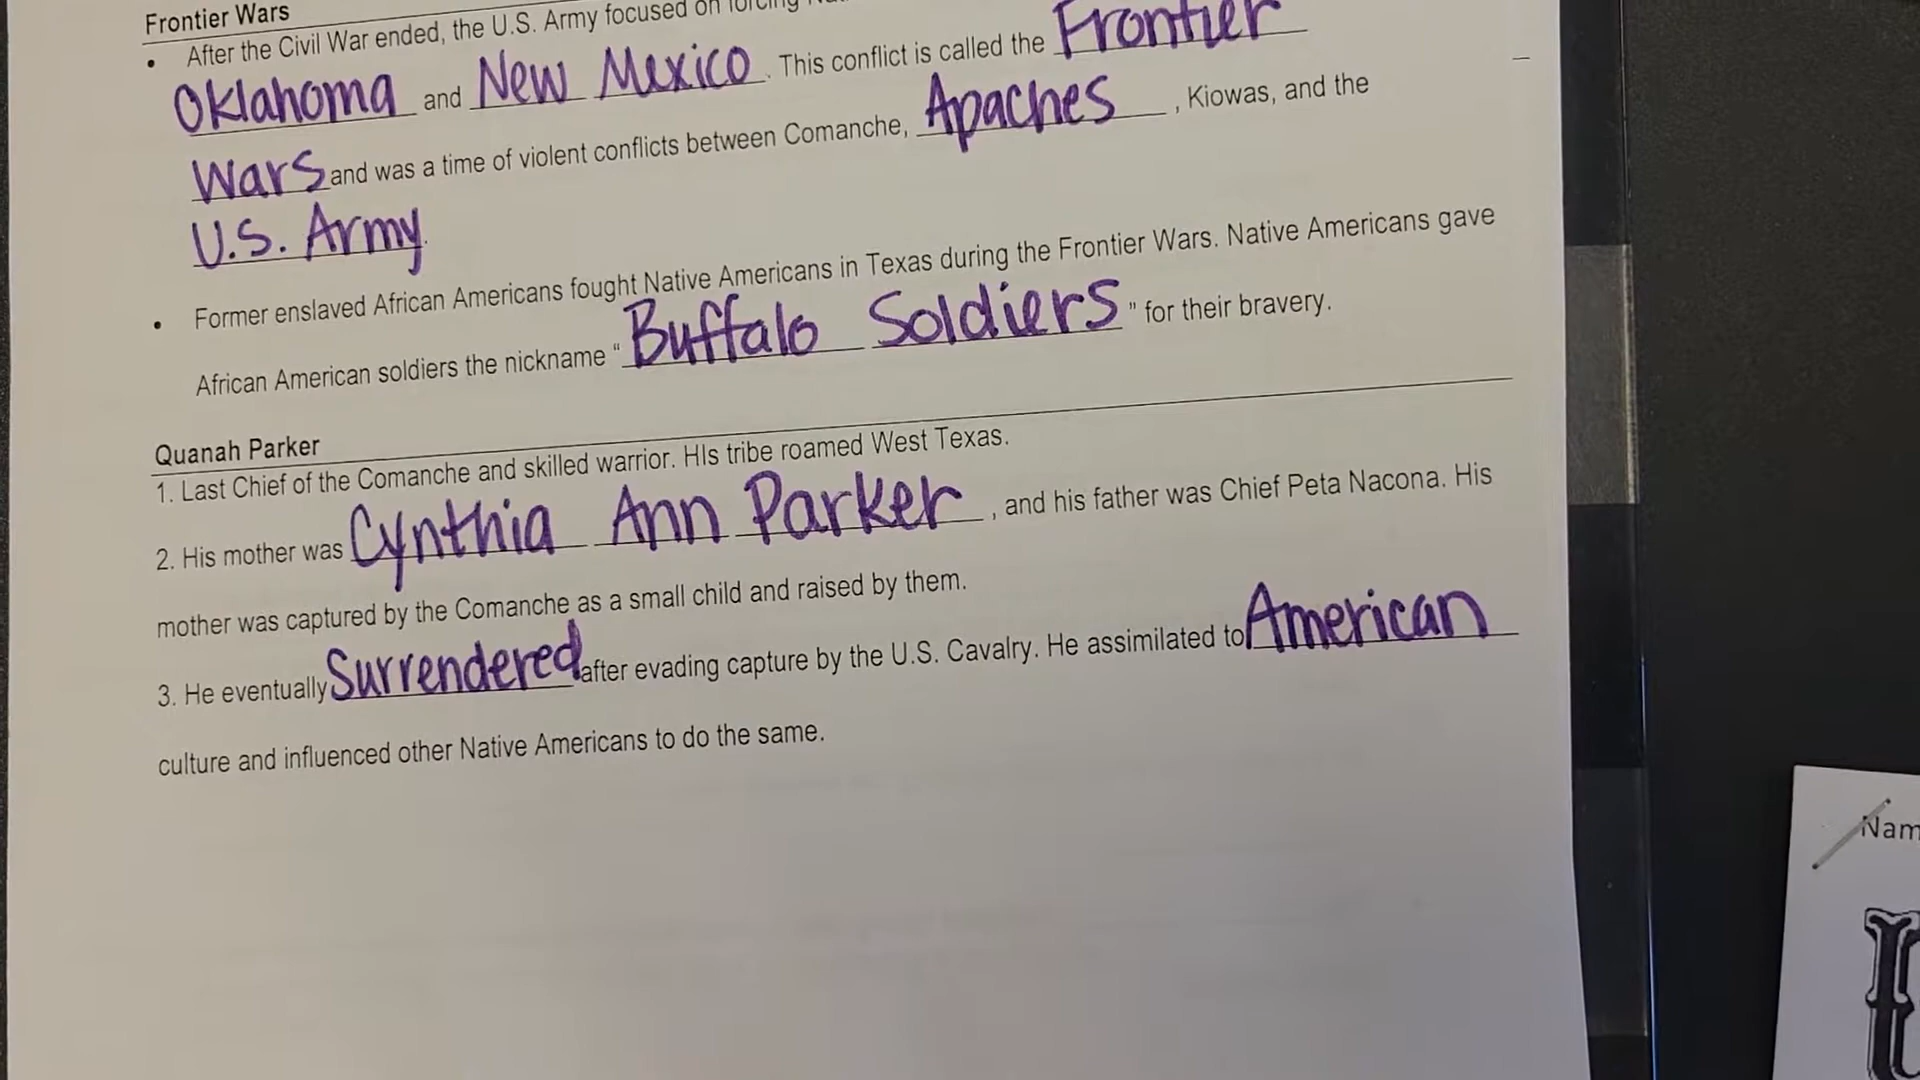 Frontier Wars
• After the Civil War ended, the U.S. Army focused on forcing
Oklahoma and New Mexico. This conflict is called the Frontier
Wars and was a time of violent conflicts between Comanche, Apaches, Kiowas, and the
U.S. Army.
• Former enslaved African Americans fought Native Americans in Texas during the Frontier Wars. Native Americans gave
African American soldiers the nickname “Buffalo Soldiers” for their bravery.
Quanah Parker
1. Last Chief of the Comanche and skilled warrior. HIs tribe roamed West Texas.
2. His mother was Cynthia Ann Parker, and his father was Chief Peta Nacona. His
mother was captured by the Comanche as a small child and raised by them.
3. He eventually Surrendered after evading capture by the U.S. Cavalry. He assimilated to American
culture and influenced other Native Americans to do the same.
Nam